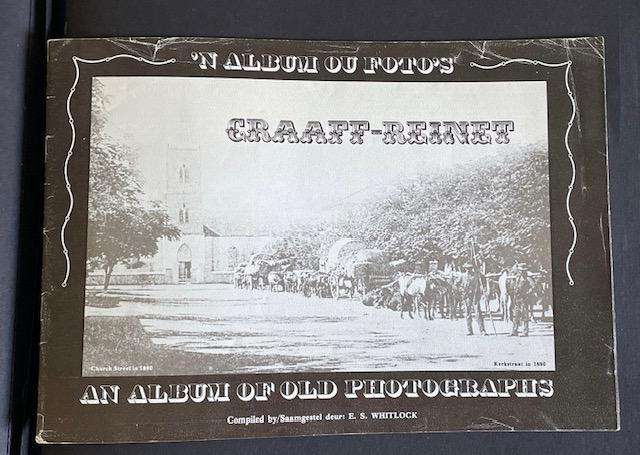 'N ALBUM OU FOTO'S
GRAAFF-REINET
Church Street in 1880
Kerkstraat in 1880
AN ALBUM OF OLD PHOTOGRAPHS
Compiled by/Saamgestel deur: E. S. WHITLOCK